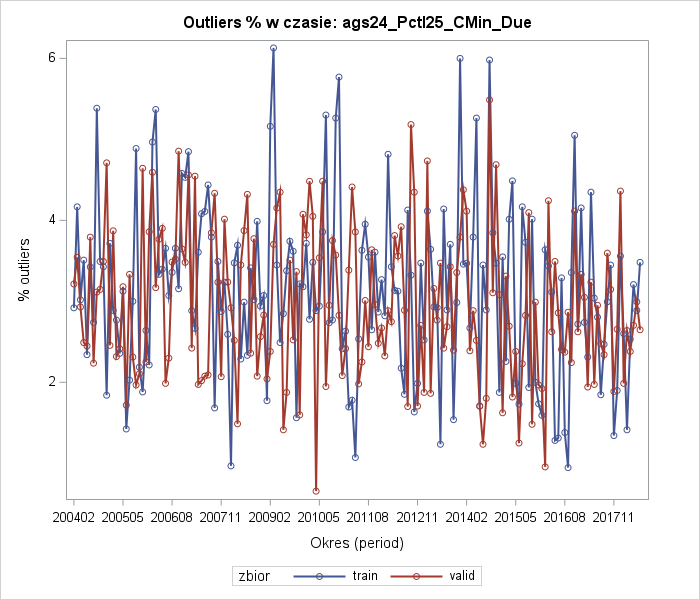 Outliers % w czasie: ags24_Pctl25_CMin_Due
% outliers
6
4
2
200402 200505 200608 200711 200902 201005 201108 201211 201402 201505 201608 201711
Okres (period)
zbior train valid